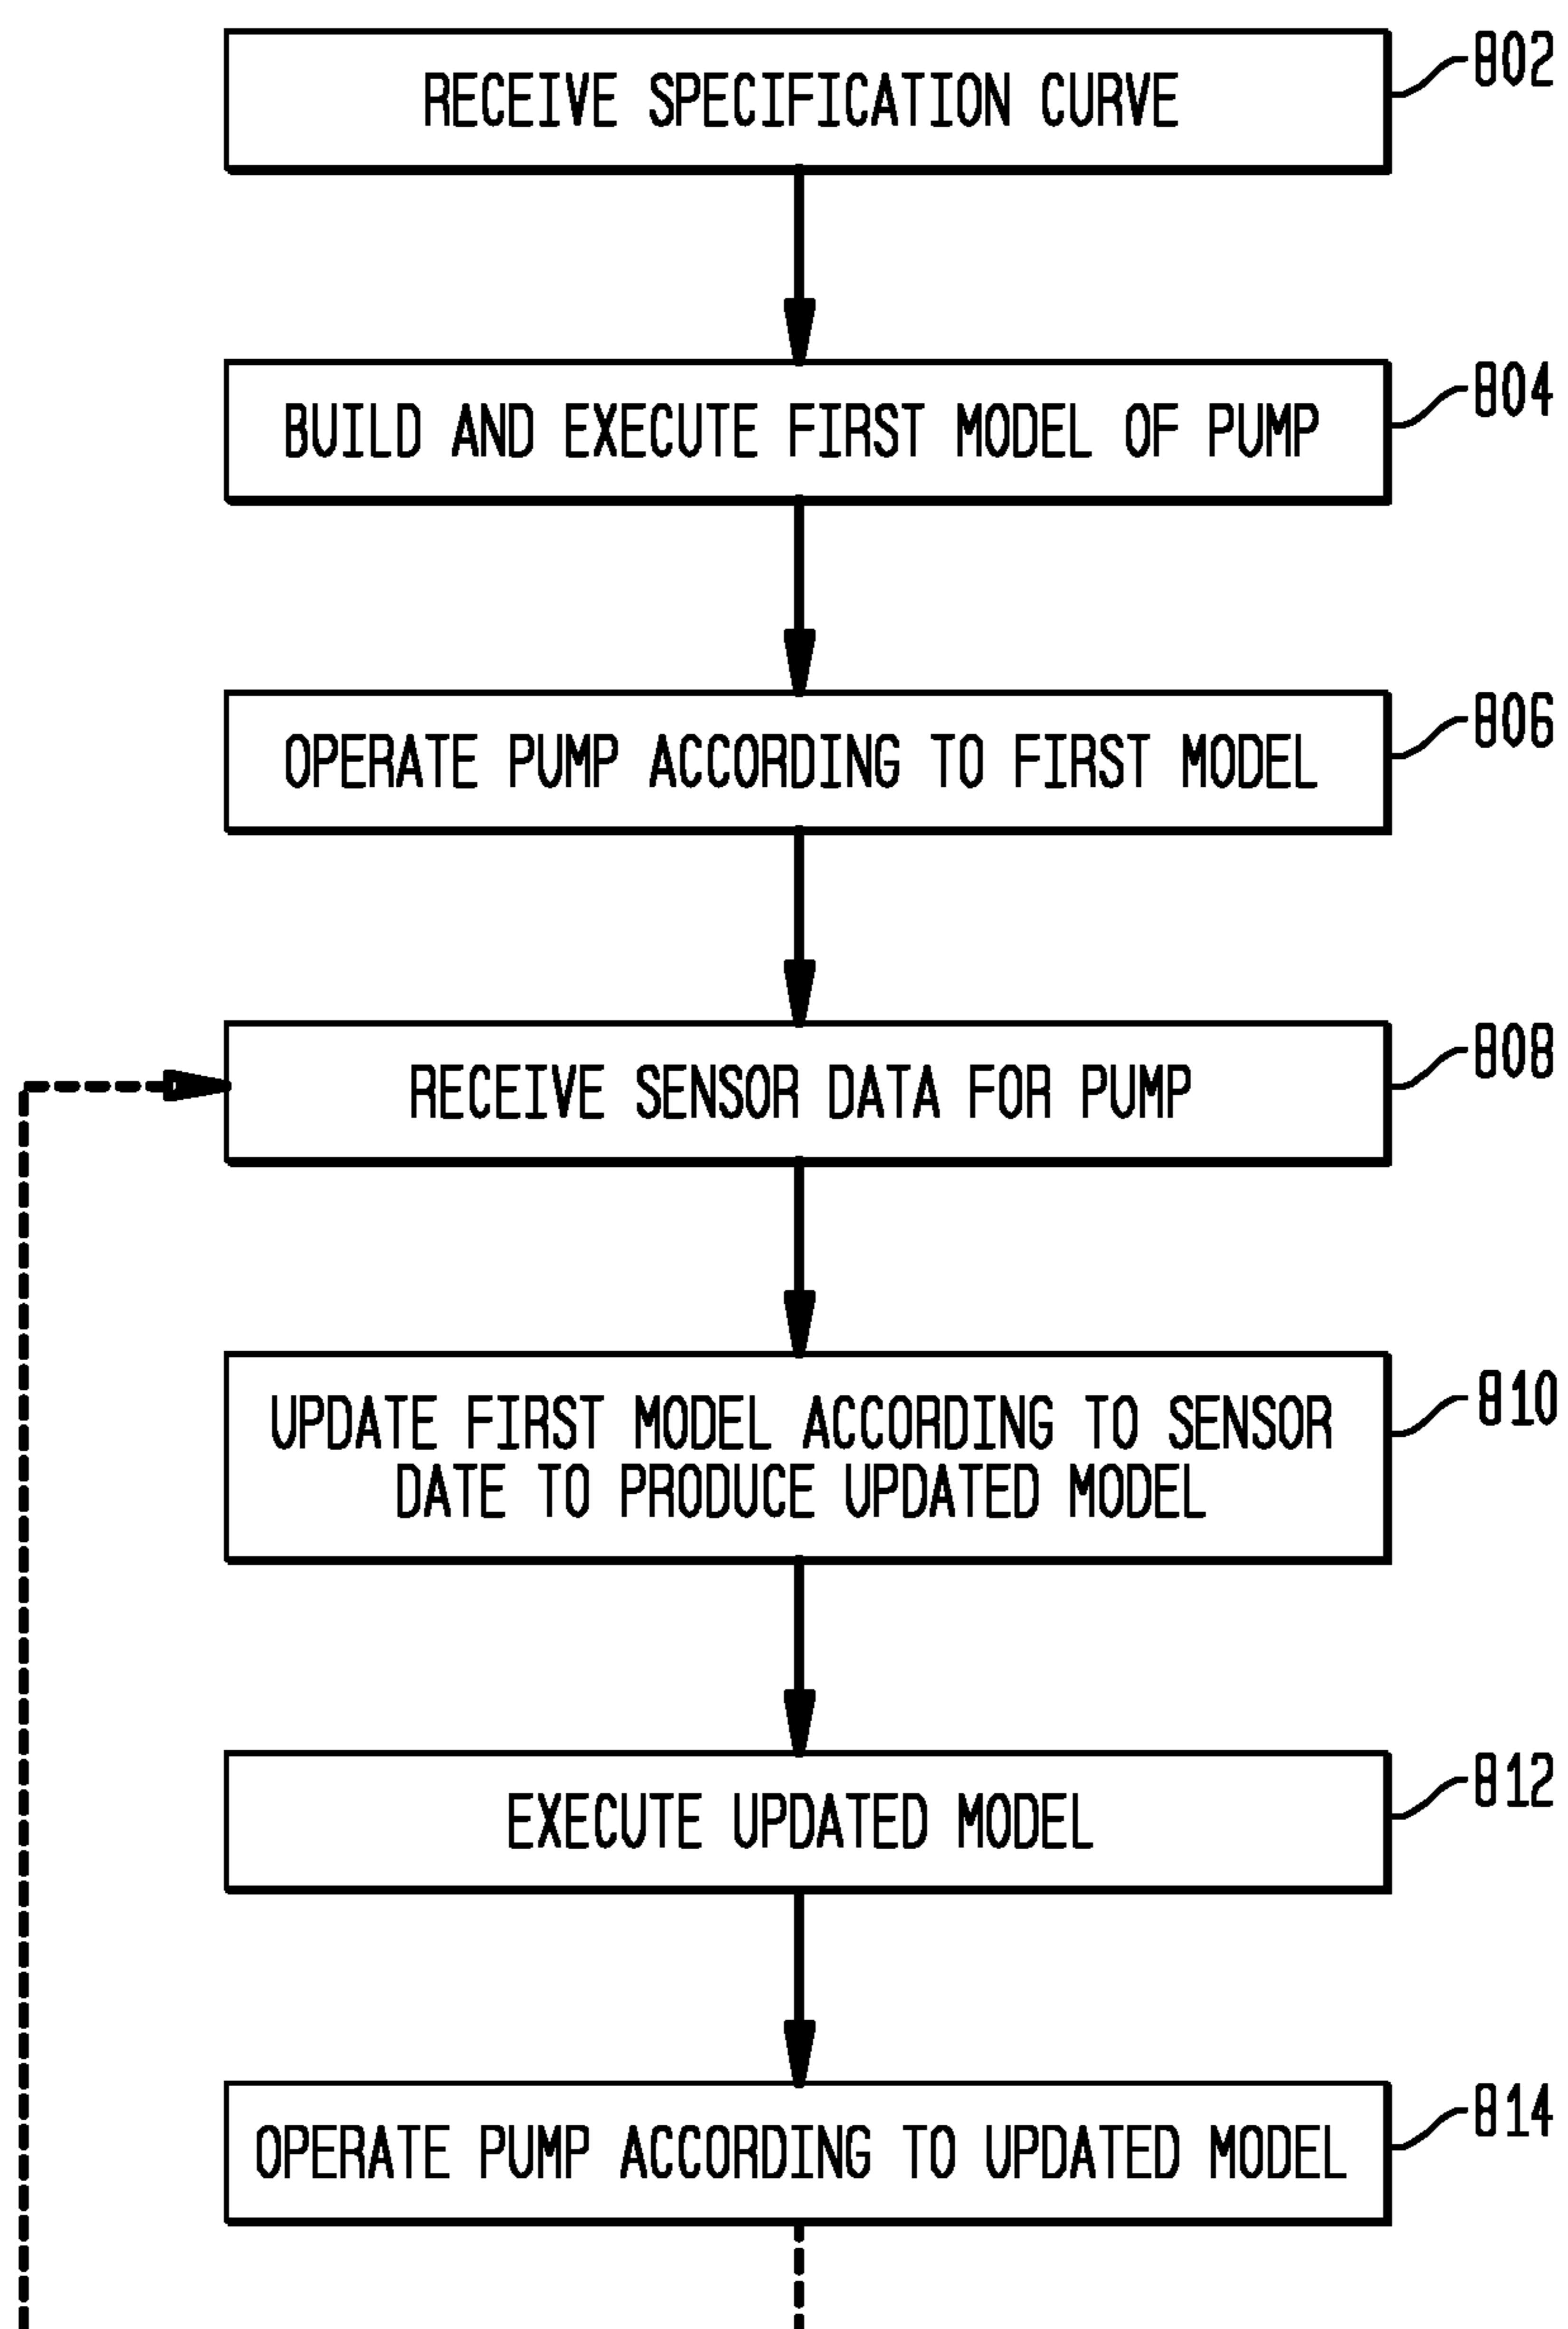 RECEIVE SPECIFICATION CURVE
802
BUILD AND EXECUTE FIRST MODEL OF PUMP
804
OPERATE PUMP ACCORDING TO FIRST MODEL
806
RECEIVE SENSOR DATA FOR PUMP
808
UPDATE FIRST MODEL ACCORDING TO SENSOR
DATE TO PRODUCE UPDATED MODEL
810
EXECUTE UPDATED MODEL
812
OPERATE PUMP ACCORDING TO UPDATED MODEL
814